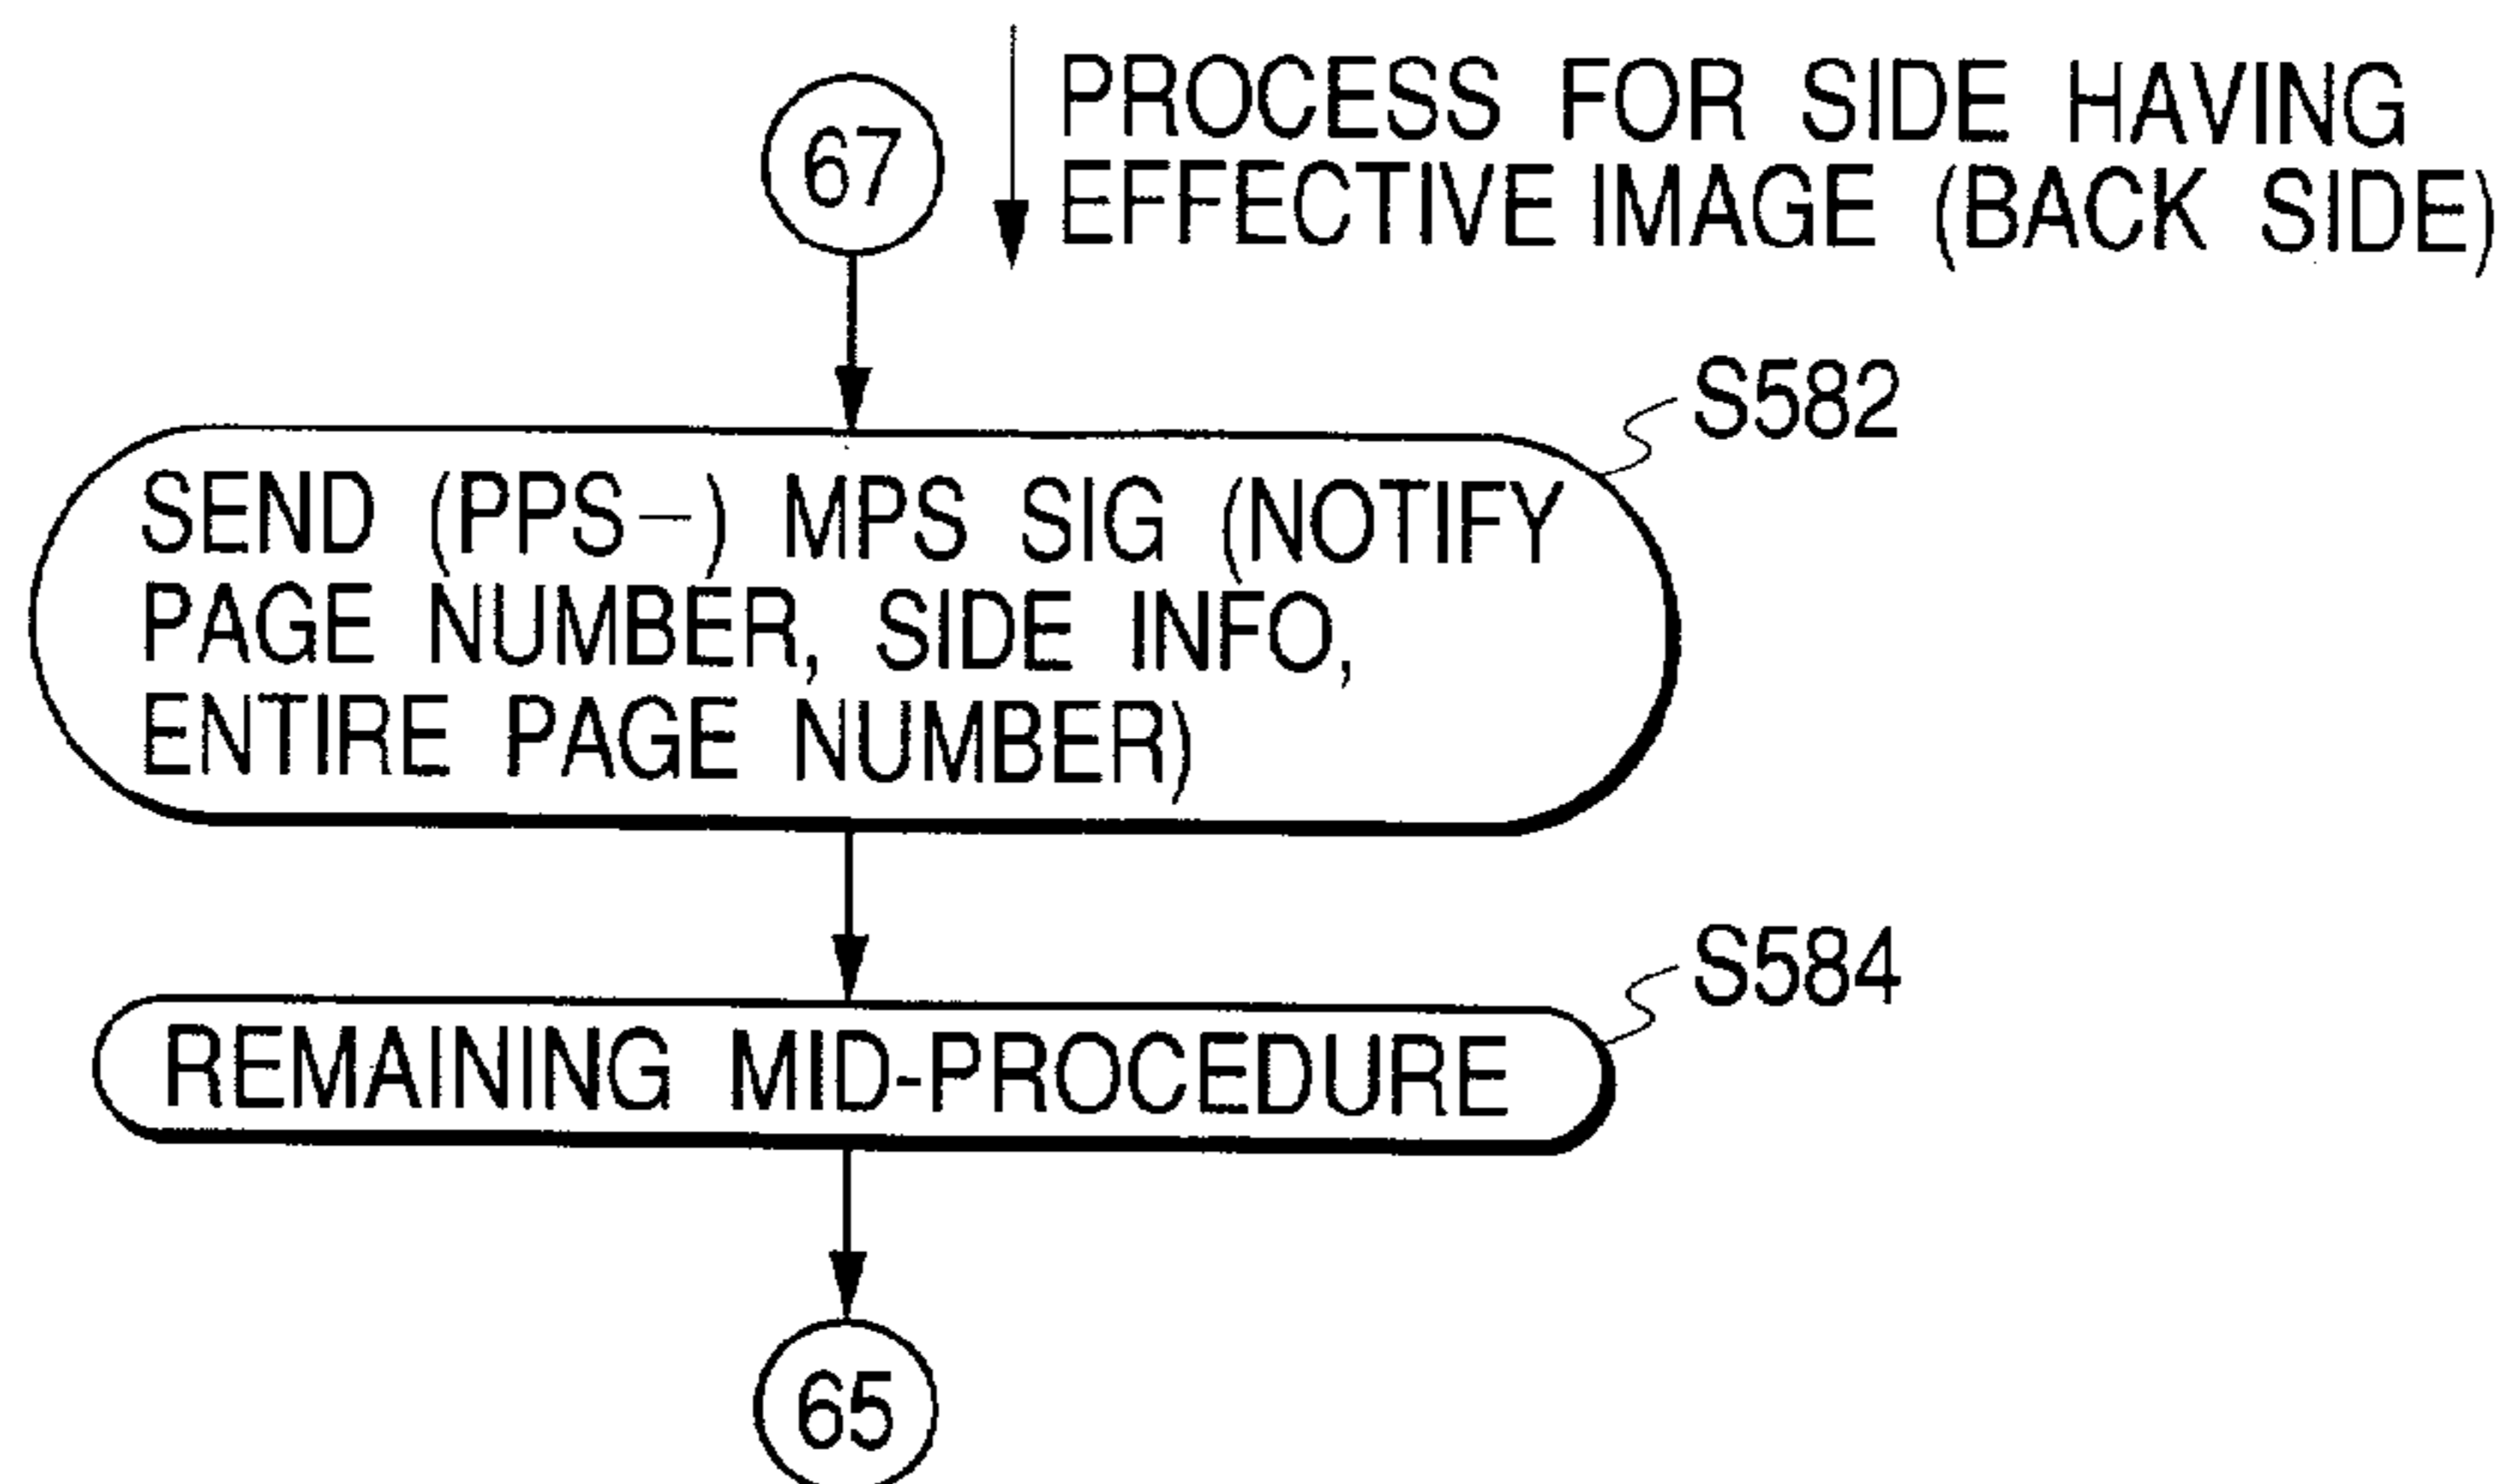 67
PROCESS FOR SIDE HAVING
EFFECTIVE IMAGE (BACK SIDE)
S582
SEND (PPS–) MPS SIG (NOTIFY
PAGE NUMBER, SIDE INFO,
ENTIRE PAGE NUMBER)
S584
REMAINING MID-PROCEDURE
65